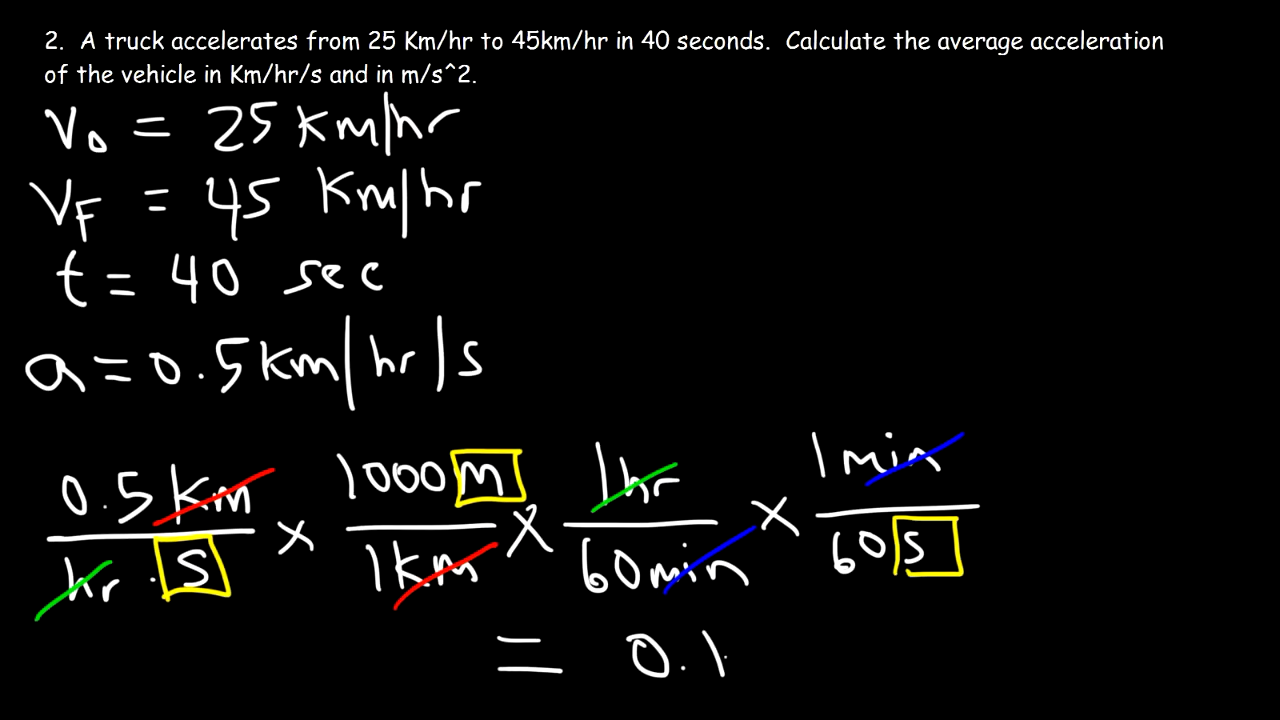 2. A truck accelerates from 25 Km/hr to 45km/hr in 40 seconds. Calculate the average acceleration
of the vehicle in Km/hr/s and in m/s^2.
V0 = 25 km/hr
VF = 45 Km/hr
t = 40 sec
a = 0.5 km/hr/s
0.5 km × 1000 m × 1 hr × 1 min
hr · s 1 km 60 min 60 s
= 0.1